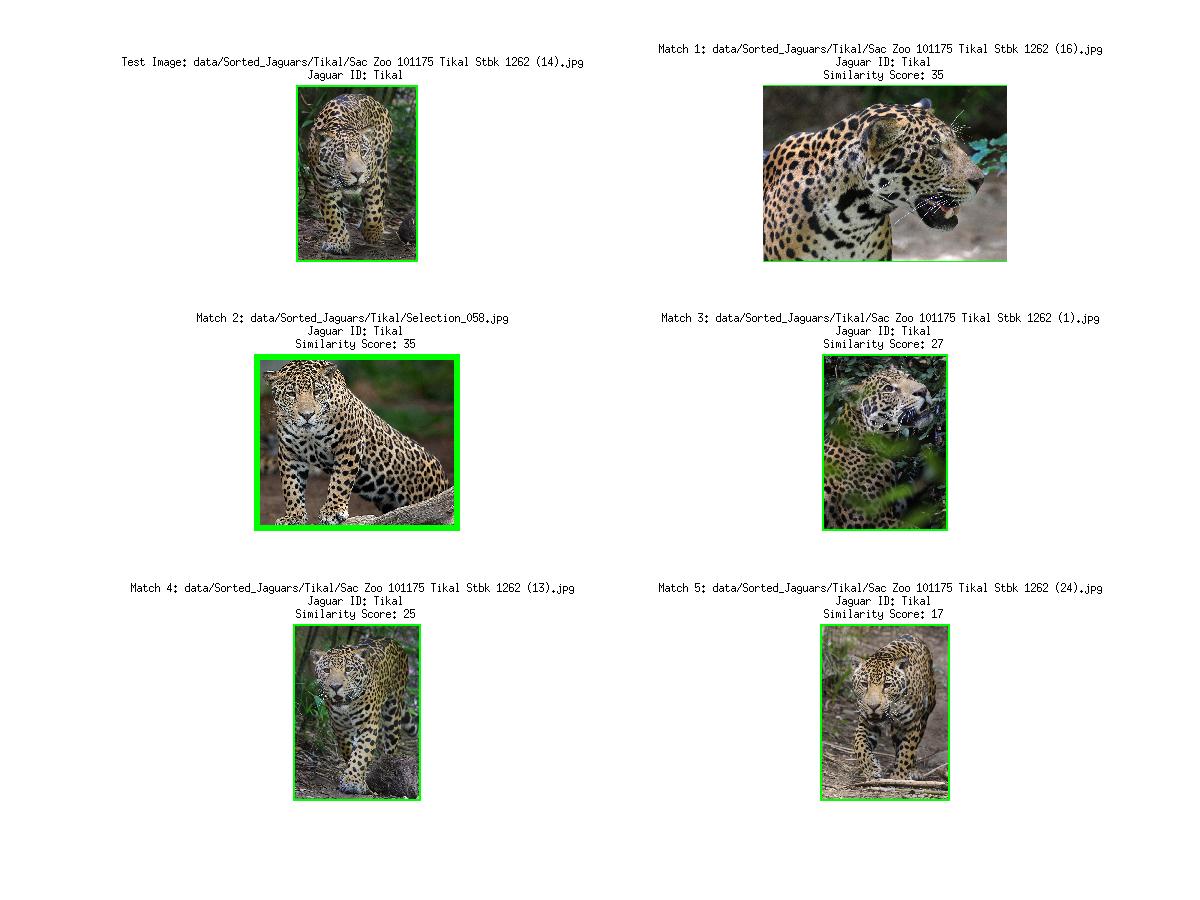 Test Image: data/Sorted_Jaguars/Tikal/Sac Zoo 101175 Tikal Stbk 1262 (14).jpg
Jaguar ID: Tikal
Match 1: data/Sorted_Jaguars/Tikal/Sac Zoo 101175 Tikal Stbk 1262 (16).jpg
Jaguar ID: Tikal
Similarity Score: 35
Match 2: data/Sorted_Jaguars/Tikal/Selection_058.jpg
Jaguar ID: Tikal
Similarity Score: 35
Match 3: data/Sorted_Jaguars/Tikal/Sac Zoo 101175 Tikal Stbk 1262 (1).jpg
Jaguar ID: Tikal
Similarity Score: 27
Match 4: data/Sorted_Jaguars/Tikal/Sac Zoo 101175 Tikal Stbk 1262 (13).jpg
Jaguar ID: Tikal
Similarity Score: 25
Match 5: data/Sorted_Jaguars/Tikal/Sac Zoo 101175 Tikal Stbk 1262 (24).jpg
Jaguar ID: Tikal
Similarity Score: 17